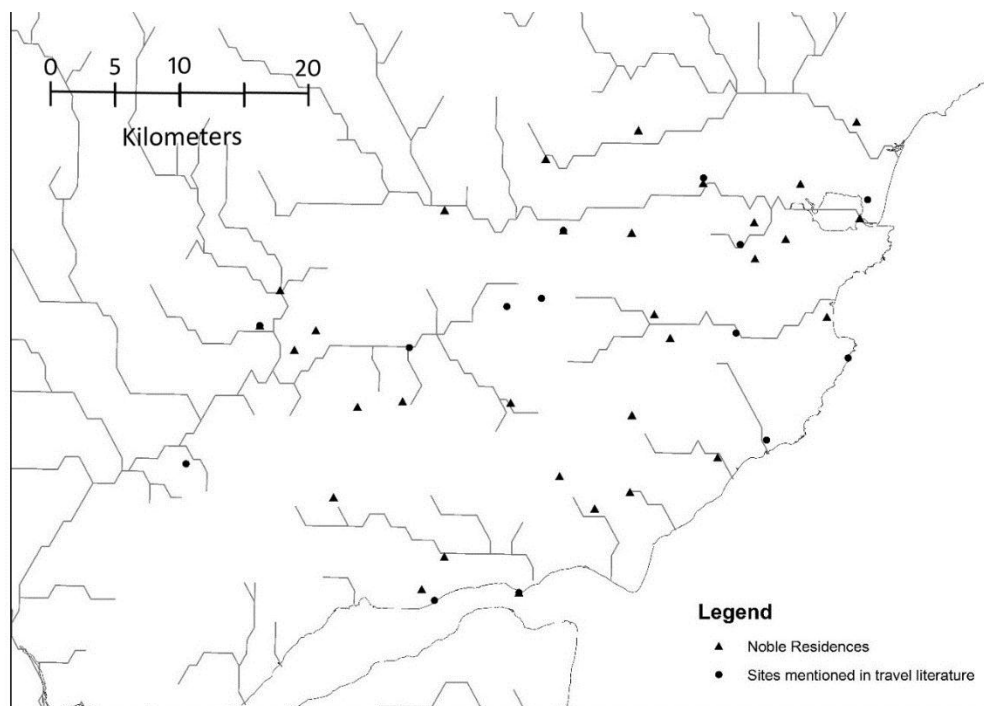 0 5 10 20
Kilometers
Legend
Noble Residences
Sites mentioned in travel literature